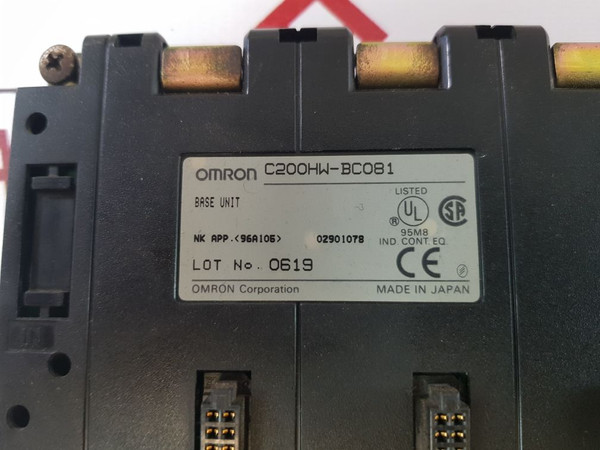 OMRON C200HW-BC081
BASE UNIT
LISTED
UL
®
SA
95M8
IND. CONT. EQ.
NK APP.<96A105> 02901078
LOT No. 0619
CE
OMRON Corporation MADE IN JAPAN